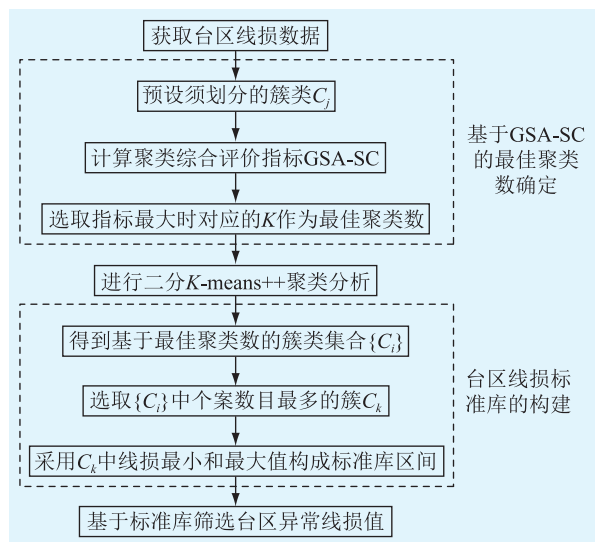 获取台区线损数据
预设须划分的簇类Cj
计算聚类综合评价指标GSA-SC
选取指标最大时对应的K作为最佳聚类数
基于GSA-SC
的最佳聚类
数确定
进行二分K-means++聚类分析
得到基于最佳聚类数的簇类集合{Ci}
选取{Ci}中个案数目最多的簇Ck
采用Ck中线损最小和最大值构成标准库区间
台区线损标
准库的构建
基于标准库筛选台区异常线损值